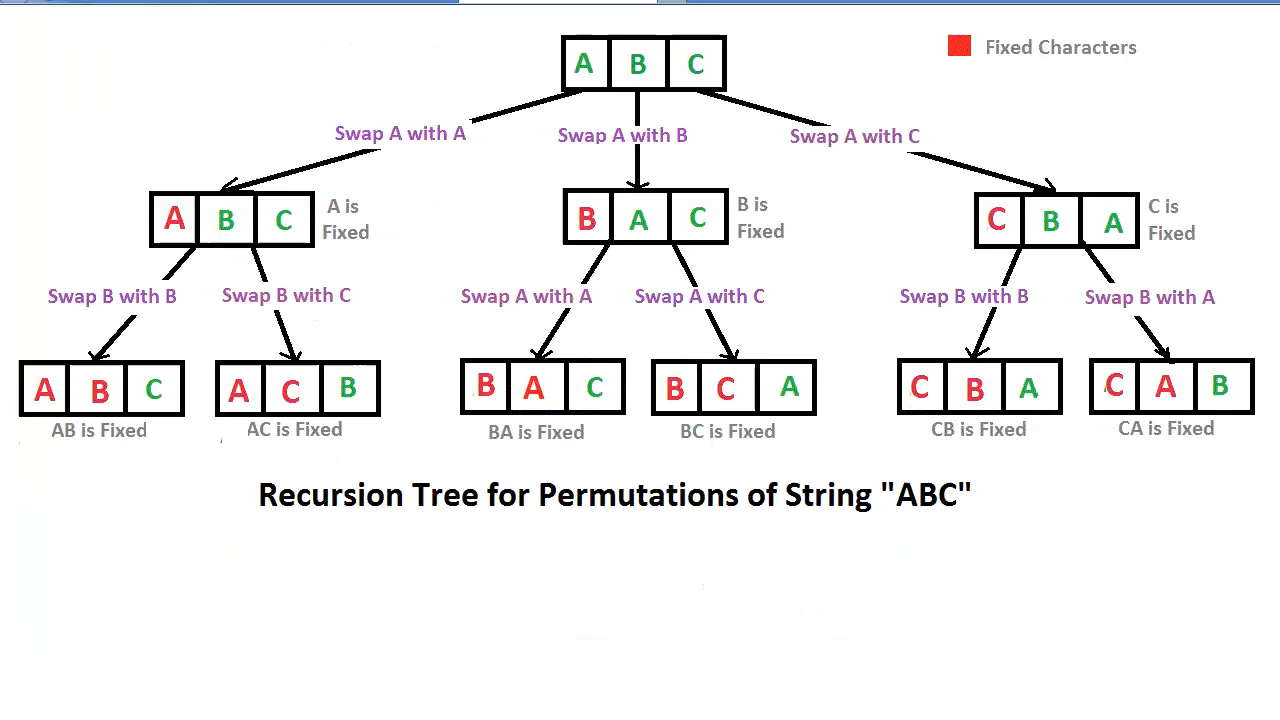 A B C
Fixed Characters
Swap A with A
Swap A with B
Swap A with C
A B C
A is
Fixed
B A C
B is
Fixed
C B A
C is
Fixed
Swap B with B
Swap B with C
Swap A with A
Swap A with C
Swap B with B
Swap B with A
A B C
A C B
B A C
B C A
C B A
C A B
AB is Fixed
AC is Fixed
BA is Fixed
BC is Fixed
CB is Fixed
CA is Fixed
Recursion Tree for Permutations of String "ABC"